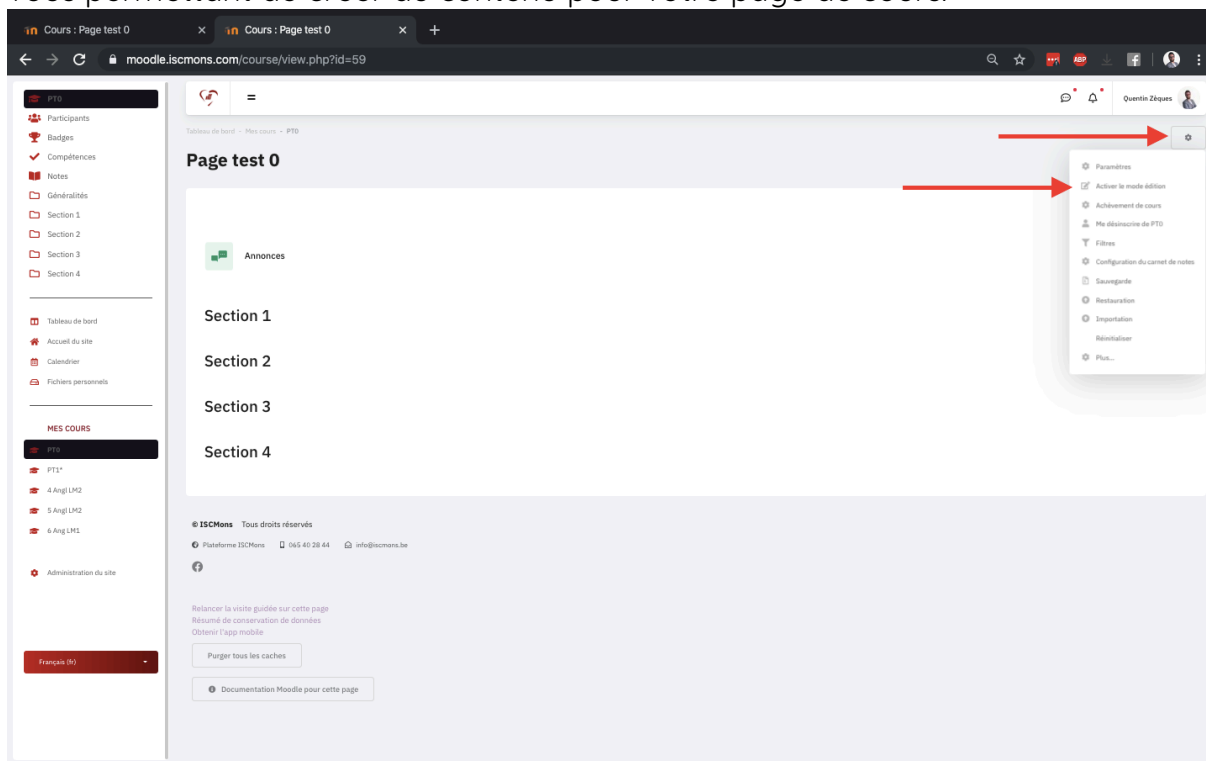 vous permettant de créer de contenu pour votre page de cours.
Cours : Page test 0
Cours : Page test 0
moodle.iscmons.com/course/view.php?id=59
ABP
PT0
Participants
Badges
Compétences
Notes
Généralités
Section 1
Section 2
Section 3
Section 4
Tableau de bord
Accueil du site
Calendrier
Fichiers personnels
MES COURS
PT0
PT1*
4 Angl LM2
5 Angl LM2
6 Ang LM1
Administration du site
Français (fr)
Quentin Zèques
Tableau de bord - Mes cours - PT0
Page test 0
Annonces
Section 1
Section 2
Section 3
Section 4
Paramètres
Activer le mode édition
Achèvement de cours
Me désinscrire de PT0
Filtres
Configuration du carnet de notes
Sauvegarde
Restauration
Importation
Réinitialiser
Plus...
© ISCMons Tous droits réservés
Plateforme ISCMons 065 40 28 44 info@iscmons.be
Relancer la visite guidée sur cette page
Résumé de conservation de données
Obtenir l'app mobile
Purger tous les caches
Documentation Moodle pour cette page